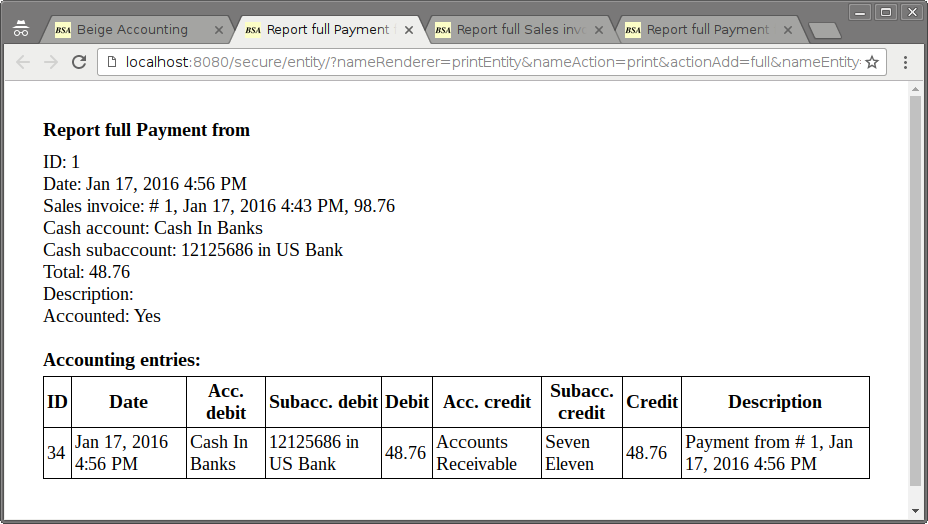 BSA Beige Accounting
BSA Report full Payment
BSA Report full Sales invo
BSA Report full Payment
localhost:8080/secure/entity/?nameRenderer=printEntity&nameAction=print&actionAdd=full&nameEntity
Report full Payment from
ID: 1
Date: Jan 17, 2016 4:56 PM
Sales invoice: # 1, Jan 17, 2016 4:43 PM, 98.76
Cash account: Cash In Banks
Cash subaccount: 12125686 in US Bank
Total: 48.76
Description:
Accounted: Yes
Accounting entries:
ID Date Acc. debit Subacc. debit Debit Acc. credit Subacc. credit Credit Description
34 Jan 17, 2016 4:56 PM Cash In Banks 12125686 in US Bank 48.76 Accounts Receivable Seven Eleven 48.76 Payment from # 1, Jan 17, 2016 4:56 PM